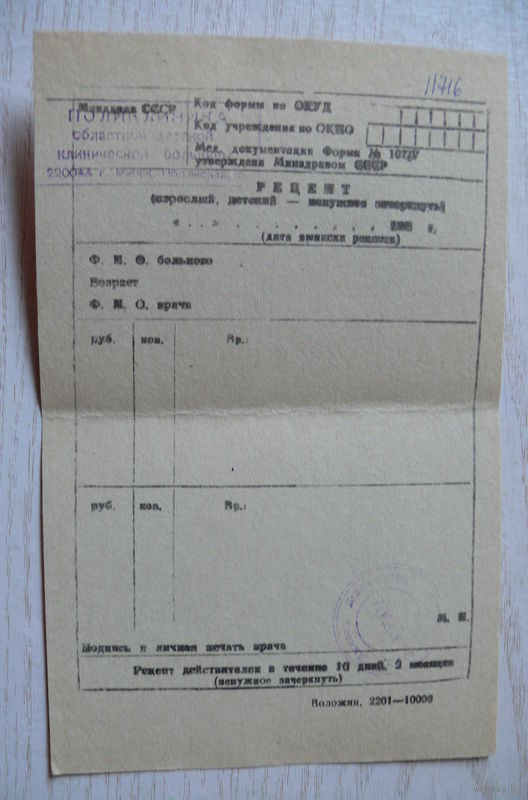 11716
Минздрав СССР
Код формы по ОКУД
Код учреждения по ОКПО
ПОЛИКЛИНИКА
областной детской
клинической
220044 г. Минск,
Мед. документация Форма № 107/у
утверждена Минздравом СССР
РЕЦЕПТ
(взрослый, детский — ненужное зачеркнуть)
« . . » . . . . . . . . . . 198 г.
(дата выписки рецепта)
Ф. И. О. больного
Возраст
Ф. И. О. врача
руб. коп. Rp.:
руб. коп. Rp.:
М. П.
Подпись и личная печать врача
Рецепт действителен в течение 10 дней, 2 месяцев
(ненужное зачеркнуть)
Воложин, 2201—10000